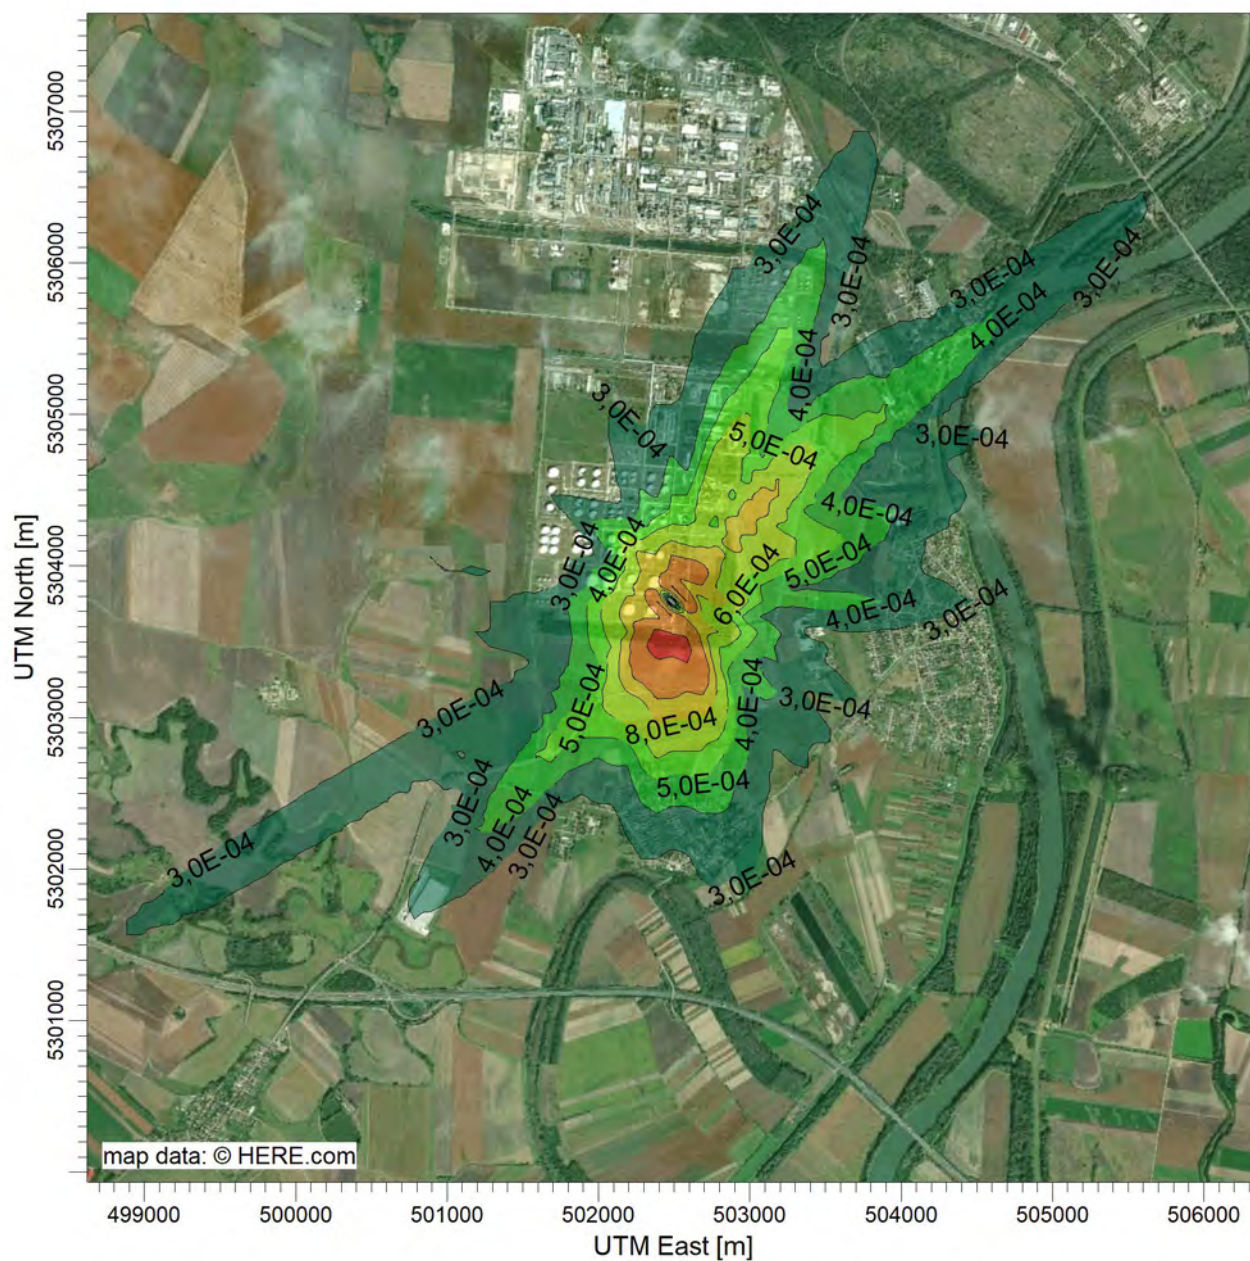 5307000
3,0E-04
3,0E-04
5306000
3,0E-04
4,0E-04
3,0E-04
4,0E-04
5305000
3,0E-04
5,0E-04
3,0E-04
4,0E-04
5304000
3,0E-04
4,0E-04
5,0E-04
6,0E-04
4,0E-04
3,0E-04
UTM North [m]
5303000
3,0E-04
5,0E-04
8,0E-04
4,0E-04
3,0E-04
5,0E-04
3,0E-04
4,0E-04
3,0E-04
3,0E-04
3,0E-04
5302000
5301000
map data: © HERE.com
499000 500000 501000 502000 503000 504000 505000 506000
UTM East [m]